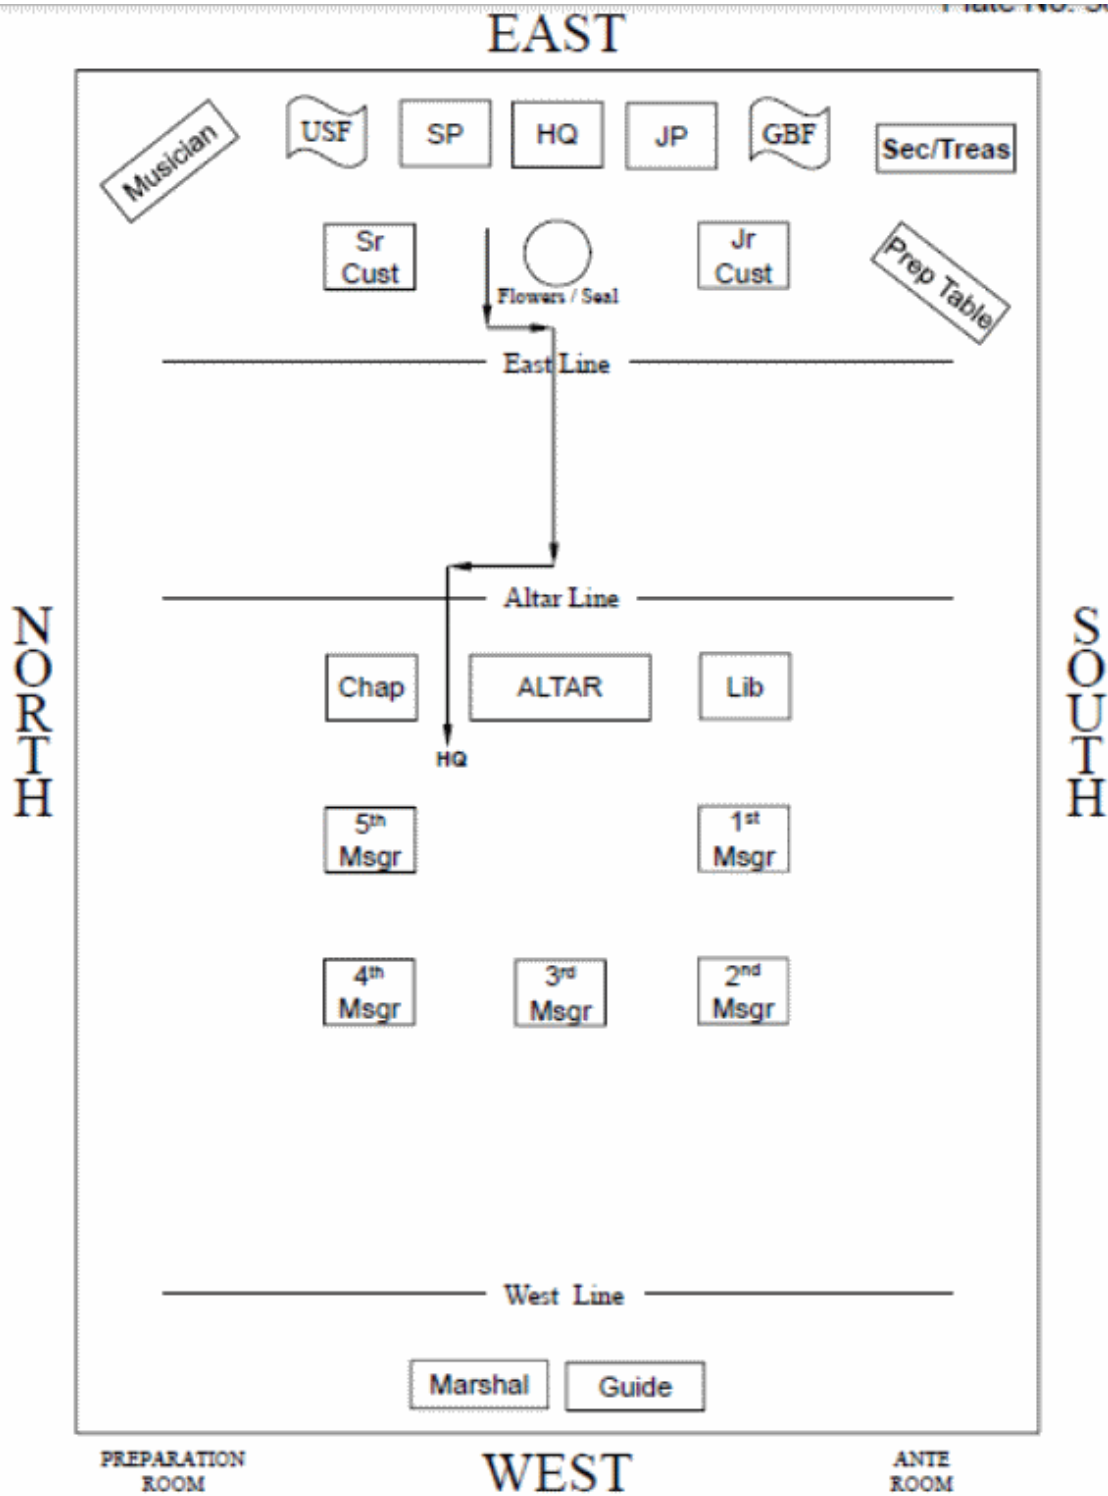 Plate No.
EAST
Musician
USF
SP
HQ
JP
GBF
Sec/Treas
Sr
Cust
Flowers / Seal
Jr
Cust
Prep Table
East Line
Altar Line
NORTH
SOUTH
Chap
ALTAR
Lib
HQ
5th
Msgr
1st
Msgr
4th
Msgr
3rd
Msgr
2nd
Msgr
West Line
Marshal
Guide
PREPARATION
ROOM
WEST
ANTE
ROOM